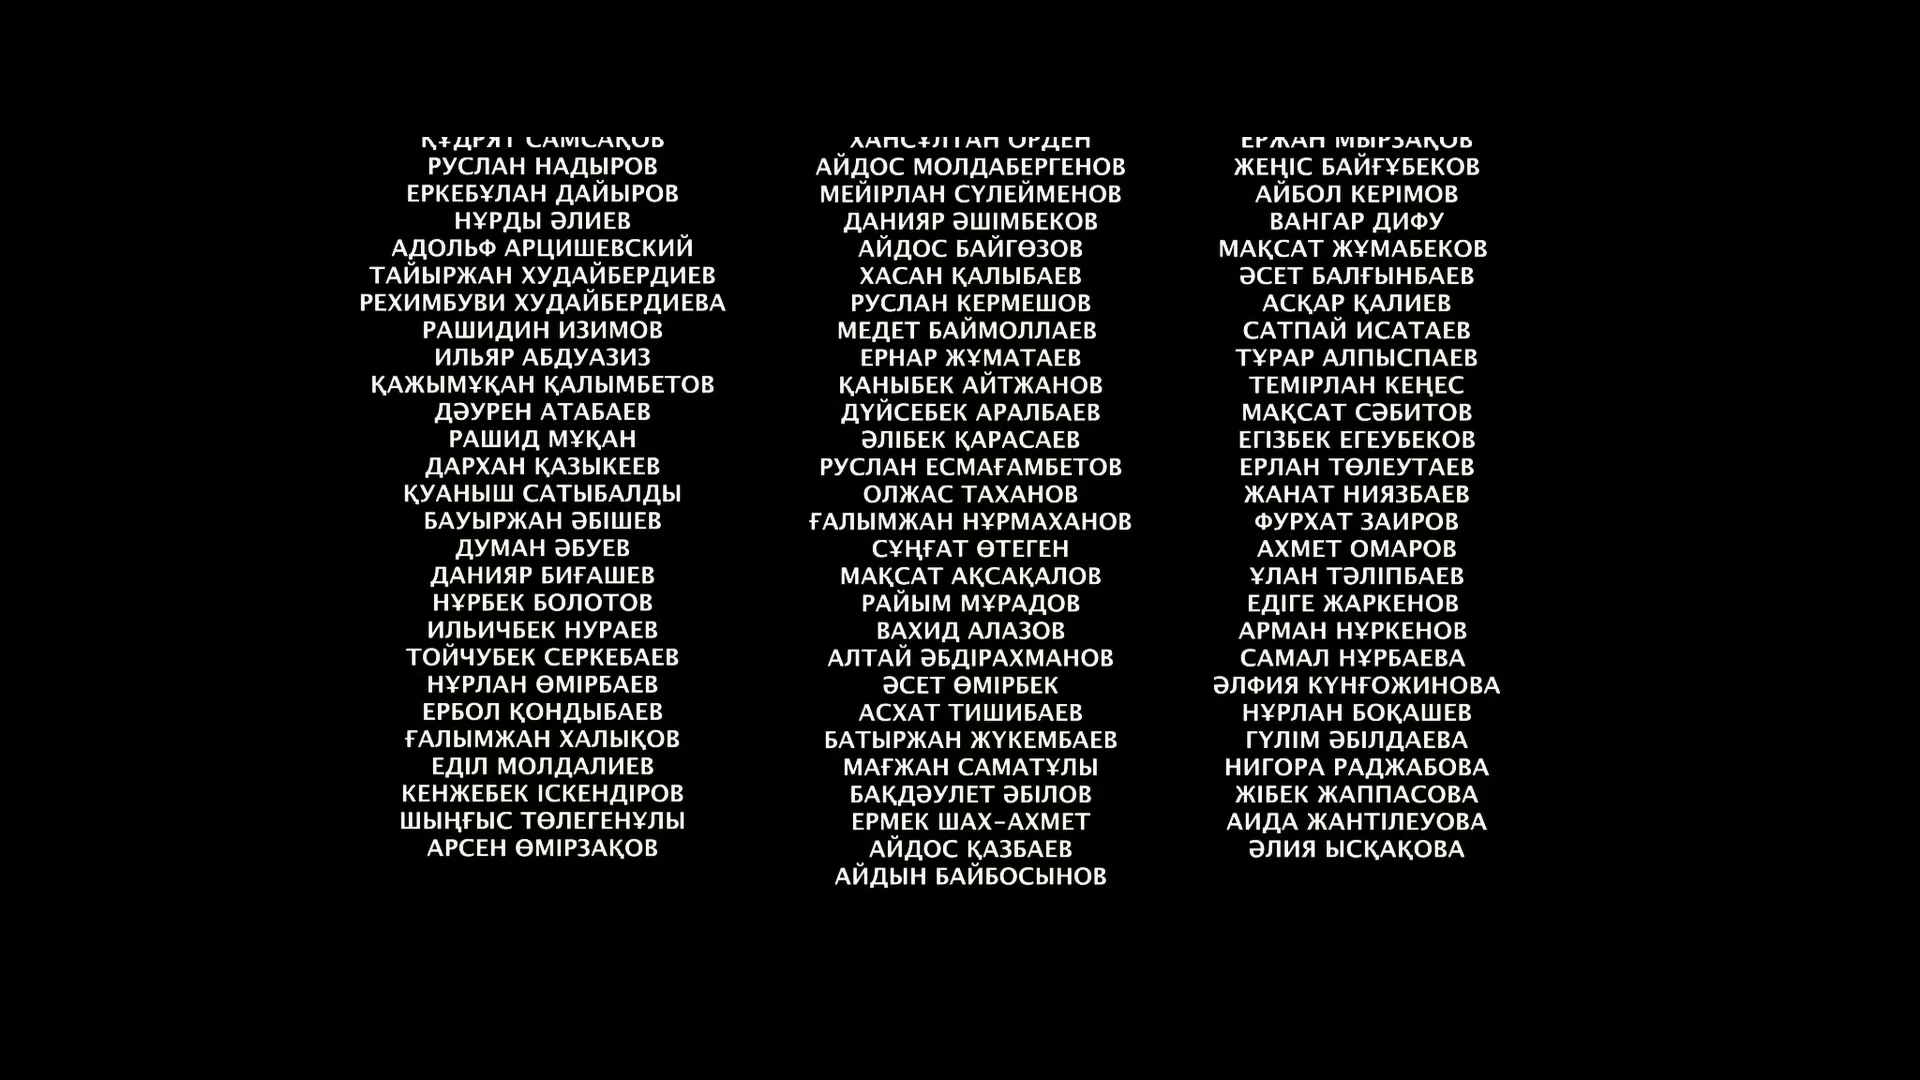 ҚҰДРЯТ САМСАҚОВ
РУСЛАН НАДЫРОВ
ЕРКЕБҰЛАН ДАЙЫРОВ
НҰРДЫ ӘЛИЕВ
АДОЛЬФ АРЦИШЕВСКИЙ
ТАЙЫРЖАН ХУДАЙБЕРДИЕВ
РЕХИМБУВИ ХУДАЙБЕРДИЕВА
РАШИДИН ИЗИМОВ
ИЛЬЯР АБДУАЗИЗ
ҚАЖЫМҰҚАН ҚАЛЫМБЕТОВ
ДӘУРЕН АТАБАЕВ
РАШИД МҰҚАН
ДАРХАН ҚАЗЫКЕЕВ
ҚУАНЫШ САТЫБАЛДЫ
БАУЫРЖАН ӘБІШЕВ
ДУМАН ӘБУЕВ
ДАНИЯР БИҒАШЕВ
НҰРБЕК БОЛОТОВ
ИЛЬИЧБЕК НУРАЕВ
ТОЙЧУБЕК СЕРКЕБАЕВ
НҰРЛАН ӨМІРБАЕВ
ЕРБОЛ ҚОНДЫБАЕВ
ҒАЛЫМЖАН ХАЛЫҚОВ
ЕДІЛ МОЛДАЛИЕВ
КЕНЖЕБЕК ІСКЕНДІРОВ
ШЫҢҒЫС ТӨЛЕГЕНҰЛЫ
АРСЕН ӨМІРЗАҚОВ
ХАНСҰЛТАН ОРДЕН
АЙДОС МОЛДАБЕРГЕНОВ
МЕЙІРЛАН СҮЛЕЙМЕНОВ
ДАНИЯР ӘШІМБЕКОВ
АЙДОС БАЙГӨЗОВ
ХАСАН ҚАЛЫБАЕВ
РУСЛАН КЕРМЕШОВ
МЕДЕТ БАЙМОЛЛАЕВ
ЕРНАР ЖҰМАТАЕВ
ҚАНЫБЕК АЙТЖАНОВ
ДҮЙСЕБЕК АРАЛБАЕВ
ӘЛІБЕК ҚАРАСАЕВ
РУСЛАН ЕСМАҒАМБЕТОВ
ОЛЖАС ТАХАНОВ
ҒАЛЫМЖАН НҰРМАХАНОВ
СҰҢҒАТ ӨТЕГЕН
МАҚСАТ АҚСАҚАЛОВ
РАЙЫМ МҰРАДОВ
ВАХИД АЛАЗОВ
АЛТАЙ ӘБДІРАХМАНОВ
ӘСЕТ ӨМІРБЕК
АСХАТ ТИШИБАЕВ
БАТЫРЖАН ЖҮКЕМБАЕВ
МАҒЖАН САМАТҰЛЫ
БАҚДӘУЛЕТ ӘБІЛОВ
ЕРМЕК ШАХ-АХМЕТ
АЙДОС ҚАЗБАЕВ
АЙДЫН БАЙБОСЫНОВ
ЕРЖАН МЫРЗАҚОВ
ЖЕҢІС БАЙҒҰБЕКОВ
АЙБОЛ КЕРІМОВ
ВАНГАР ДИФУ
МАҚСАТ ЖҰМАБЕКОВ
ӘСЕТ БАЛҒЫНБАЕВ
АСҚАР ҚАЛИЕВ
САТПАЙ ИСАТАЕВ
ТҰРАР АЛПЫСПАЕВ
ТЕМІРЛАН КЕҢЕС
МАҚСАТ СӘБИТОВ
ЕГІЗБЕК ЕГЕУБЕКОВ
ЕРЛАН ТӨЛЕУТАЕВ
ЖАНАТ НИЯЗБАЕВ
ФУРХАТ ЗАИРОВ
АХМЕТ ОМАРОВ
ҰЛАН ТӘЛІПБАЕВ
ЕДІГЕ ЖАРКЕНОВ
АРМАН НҰРКЕНОВ
САМАЛ НҰРБАЕВА
ӘЛФИЯ КҮНҒОЖИНОВА
НҰРЛАН БОҚАШЕВ
ГҮЛІМ ӘБІЛДАЕВА
НИГОРА РАДЖАБОВА
ЖІБЕК ЖАППАСОВА
АИДА ЖАНТІЛЕУОВА
ӘЛИЯ ЫСҚАҚОВА